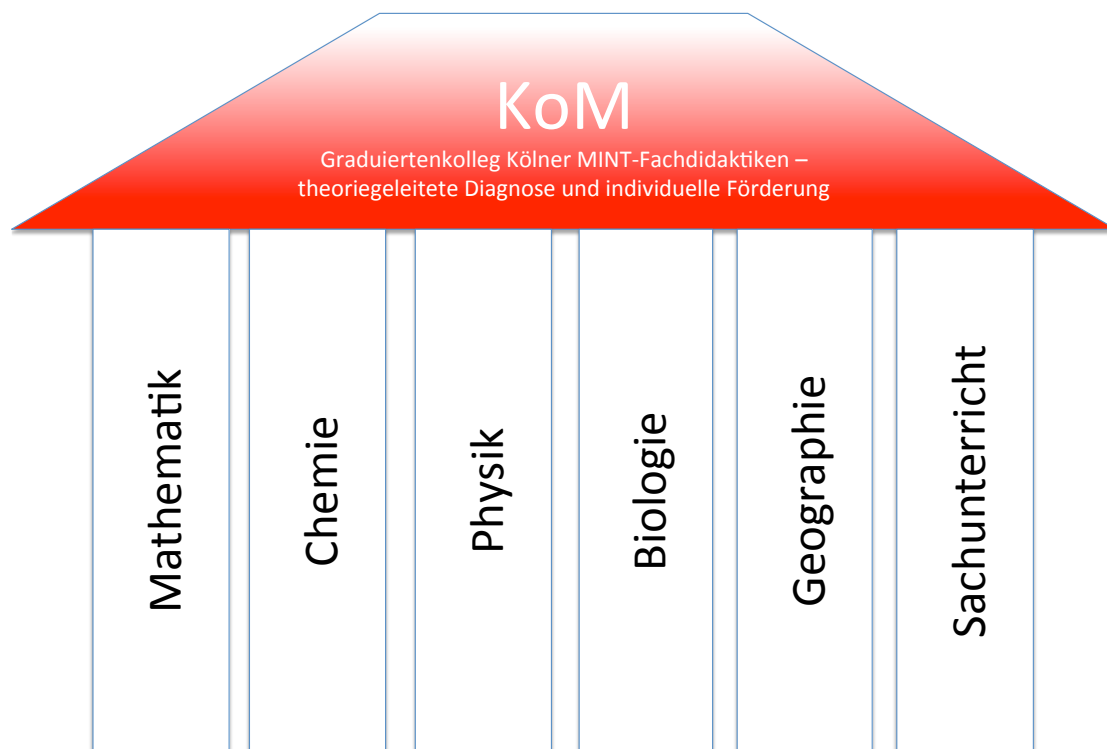 KoM
Graduiertenkolleg Kölner MINT-Fachdidaktiken –
theoriegeleitete Diagnose und individuelle Förderung
Mathematik
Chemie
Physik
Biologie
Geographie
Sachunterricht